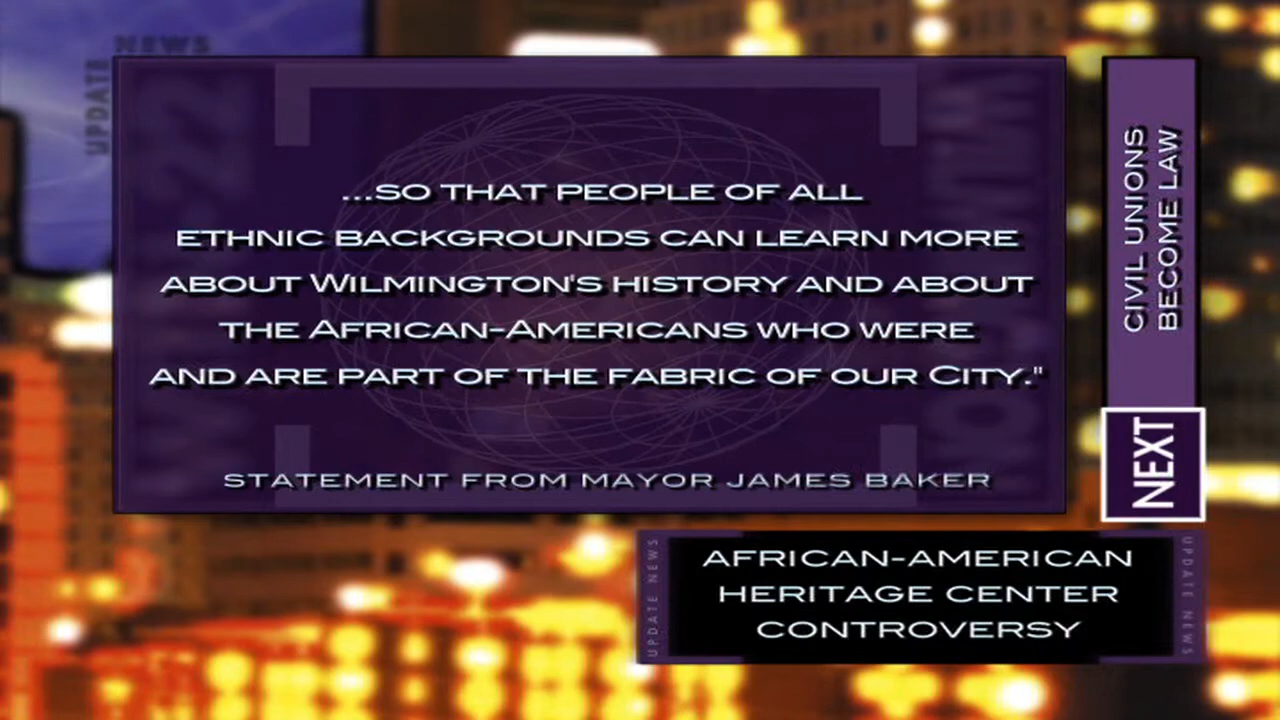 NEWS
UPDATE
...SO THAT PEOPLE OF ALL
ETHNIC BACKGROUNDS CAN LEARN MORE
ABOUT WILMINGTON'S HISTORY AND ABOUT
THE AFRICAN-AMERICANS WHO WERE
AND ARE PART OF THE FABRIC OF OUR CITY."
STATEMENT FROM MAYOR JAMES BAKER
CIVIL UNIONS
BECOME LAW
NEXT
UPDATE NEWS
AFRICAN-AMERICAN
HERITAGE CENTER
CONTROVERSY
UPDATE NEWS